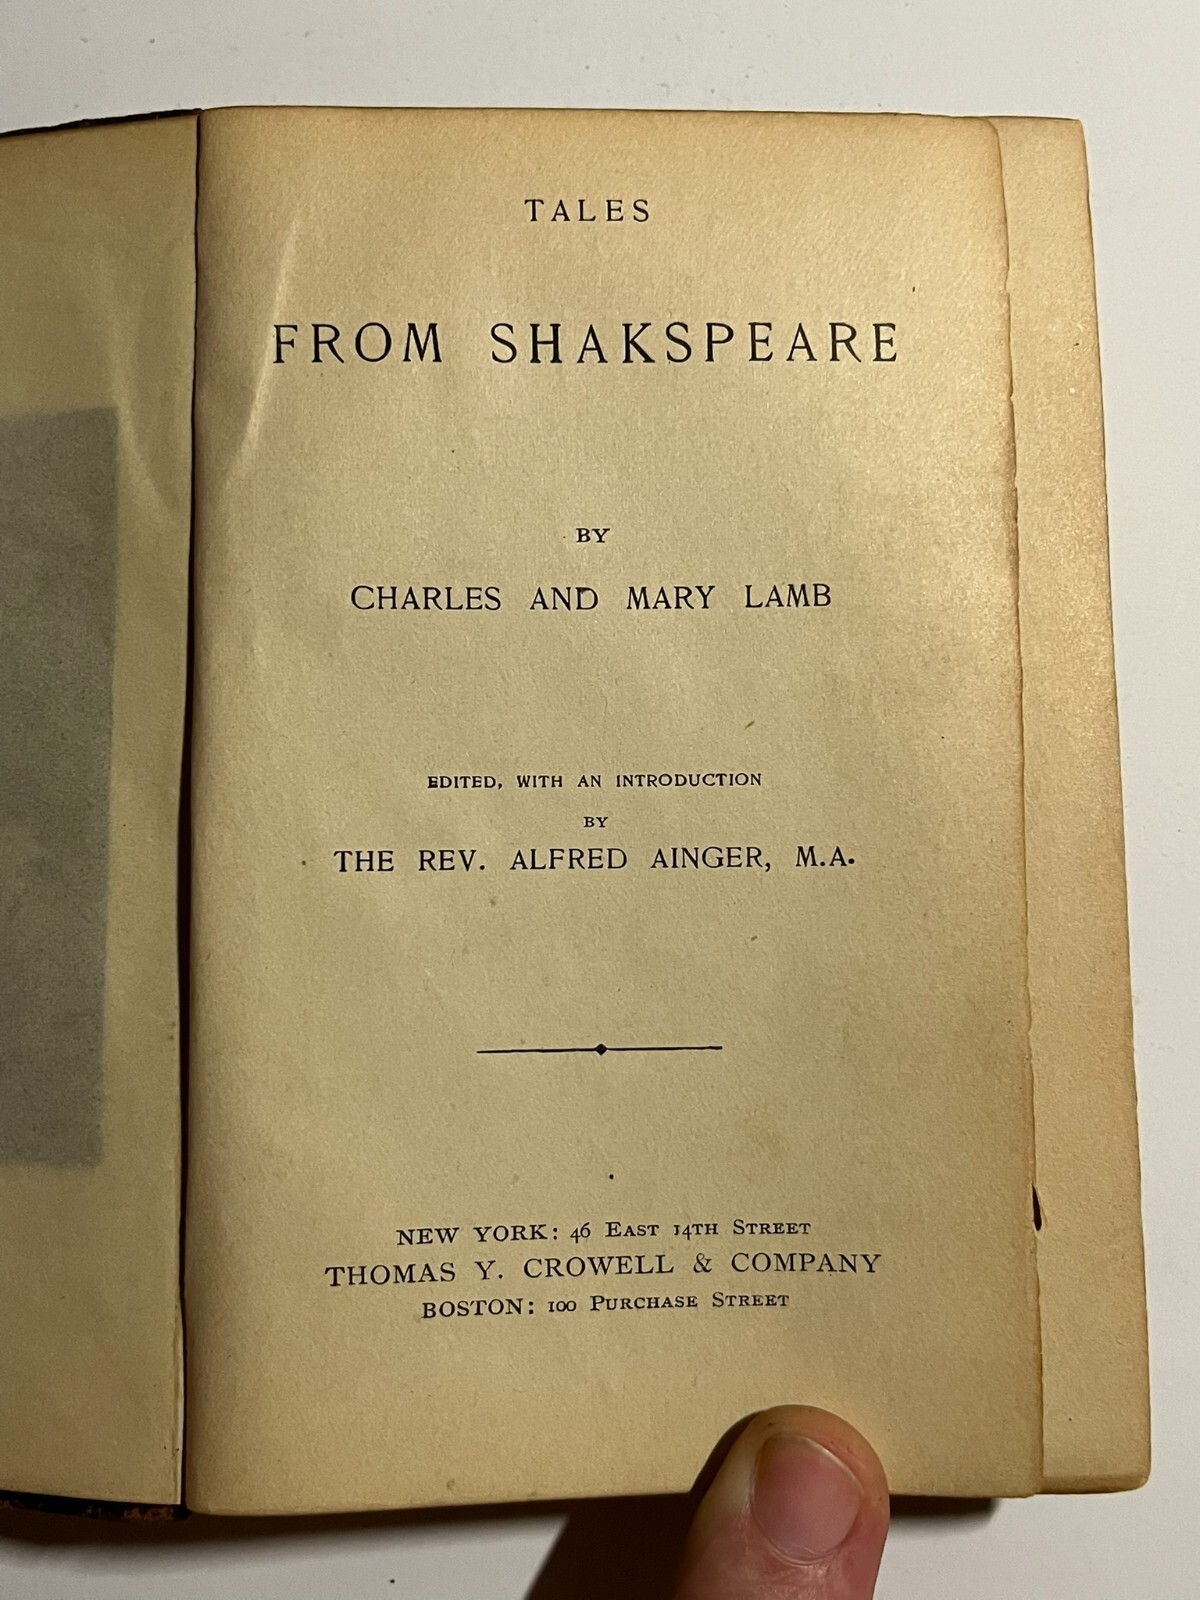 TALES
FROM SHAKSPEARE
BY
CHARLES AND MARY LAMB
EDITED, WITH AN INTRODUCTION
BY
THE REV. ALFRED AINGER, M.A.
NEW YORK: 46 EAST 14TH STREET
THOMAS Y. CROWELL & COMPANY
BOSTON: 100 PURCHASE STREET